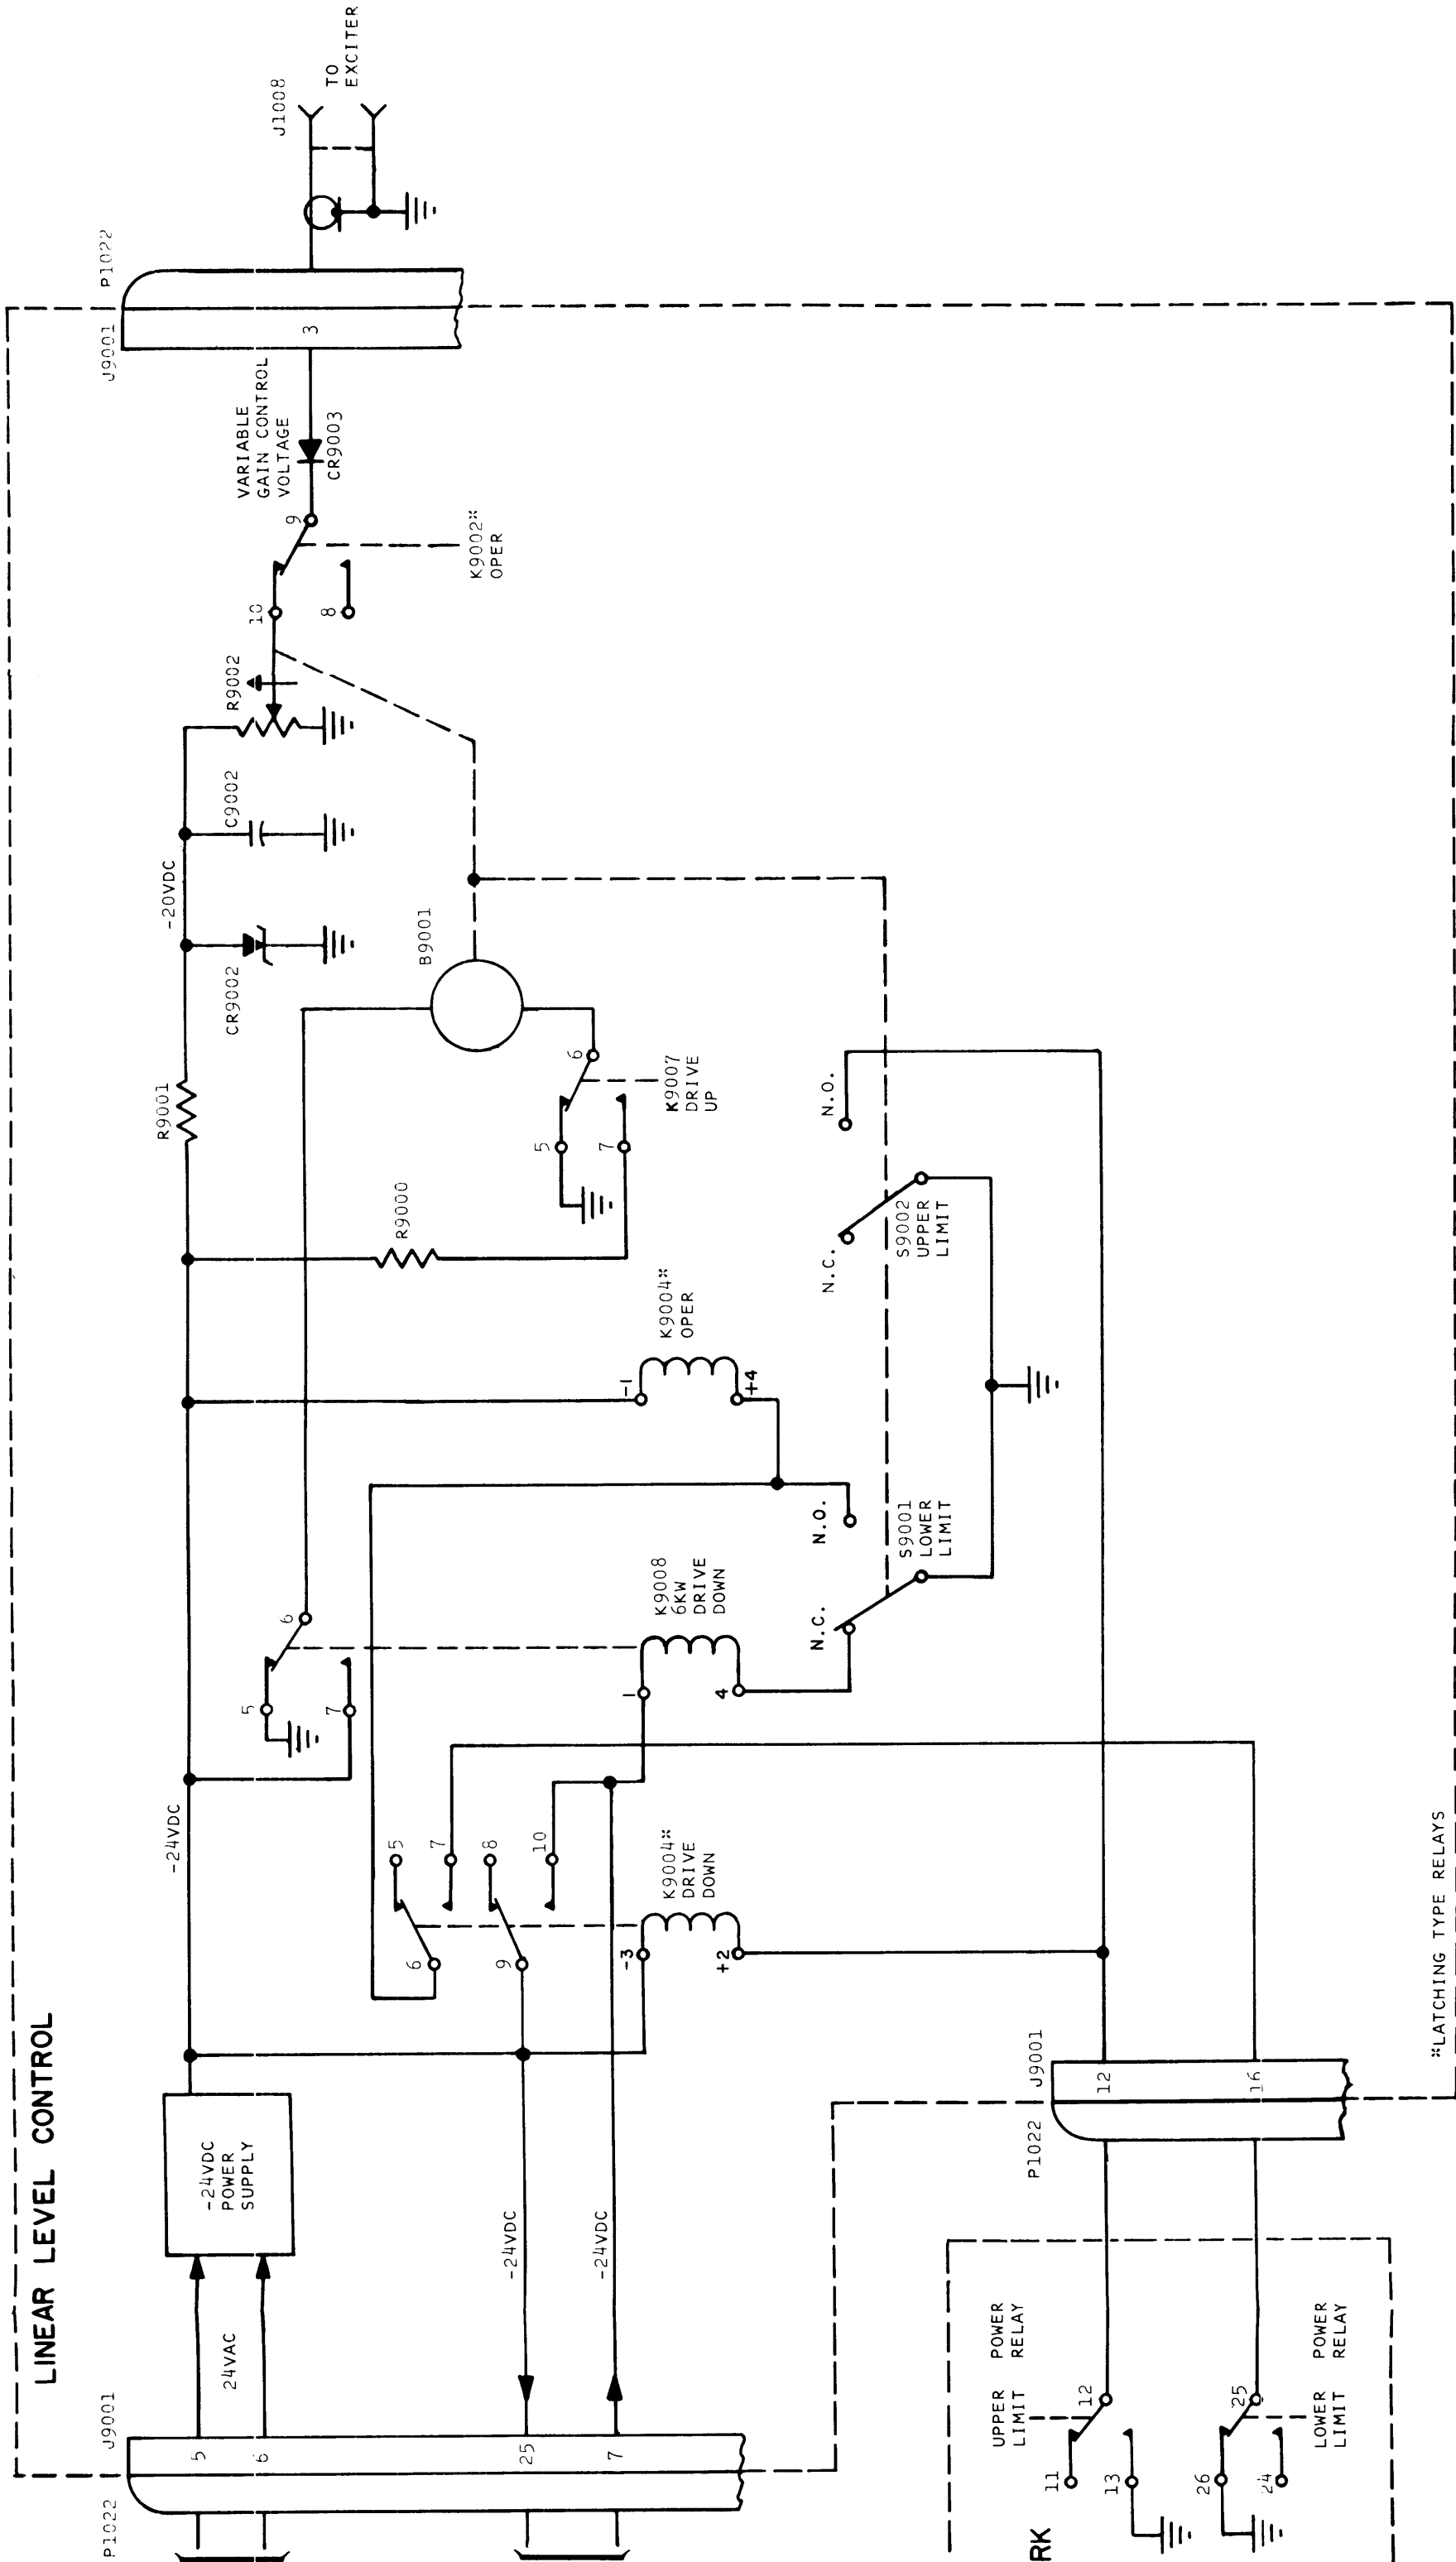 LINEAR LEVEL CONTROL
P1022
J9001
5
6
25
7
24VAC
-24VDC
POWER
SUPPLY
-24VDC
-24VDC
-24VDC
5
6
7
5
6
7
8
9
10
K9004*
DRIVE
DOWN
-3
+2
K9008
6KW
DRIVE
DOWN
1
4
K9004*
OPER
-1
+4
N.C.
N.O.
S9001
LOWER
LIMIT
N.C.
N.O.
S9002
UPPER
LIMIT
R9000
5
6
7
K9007
DRIVE
UP
B9001
R9001
-20VDC
CR9002
C9002
R9002
10
8
9
K9002*
OPER
VARIABLE
GAIN CONTROL
VOLTAGE
CR9003
J9001
P1022
3
J1008
TO
EXCITER
P1022
J9001
12
16
UPPER POWER
LIMIT RELAY
11
12
13
26
25
24
LOWER POWER
LIMIT RELAY
RK
*LATCHING TYPE RELAYS